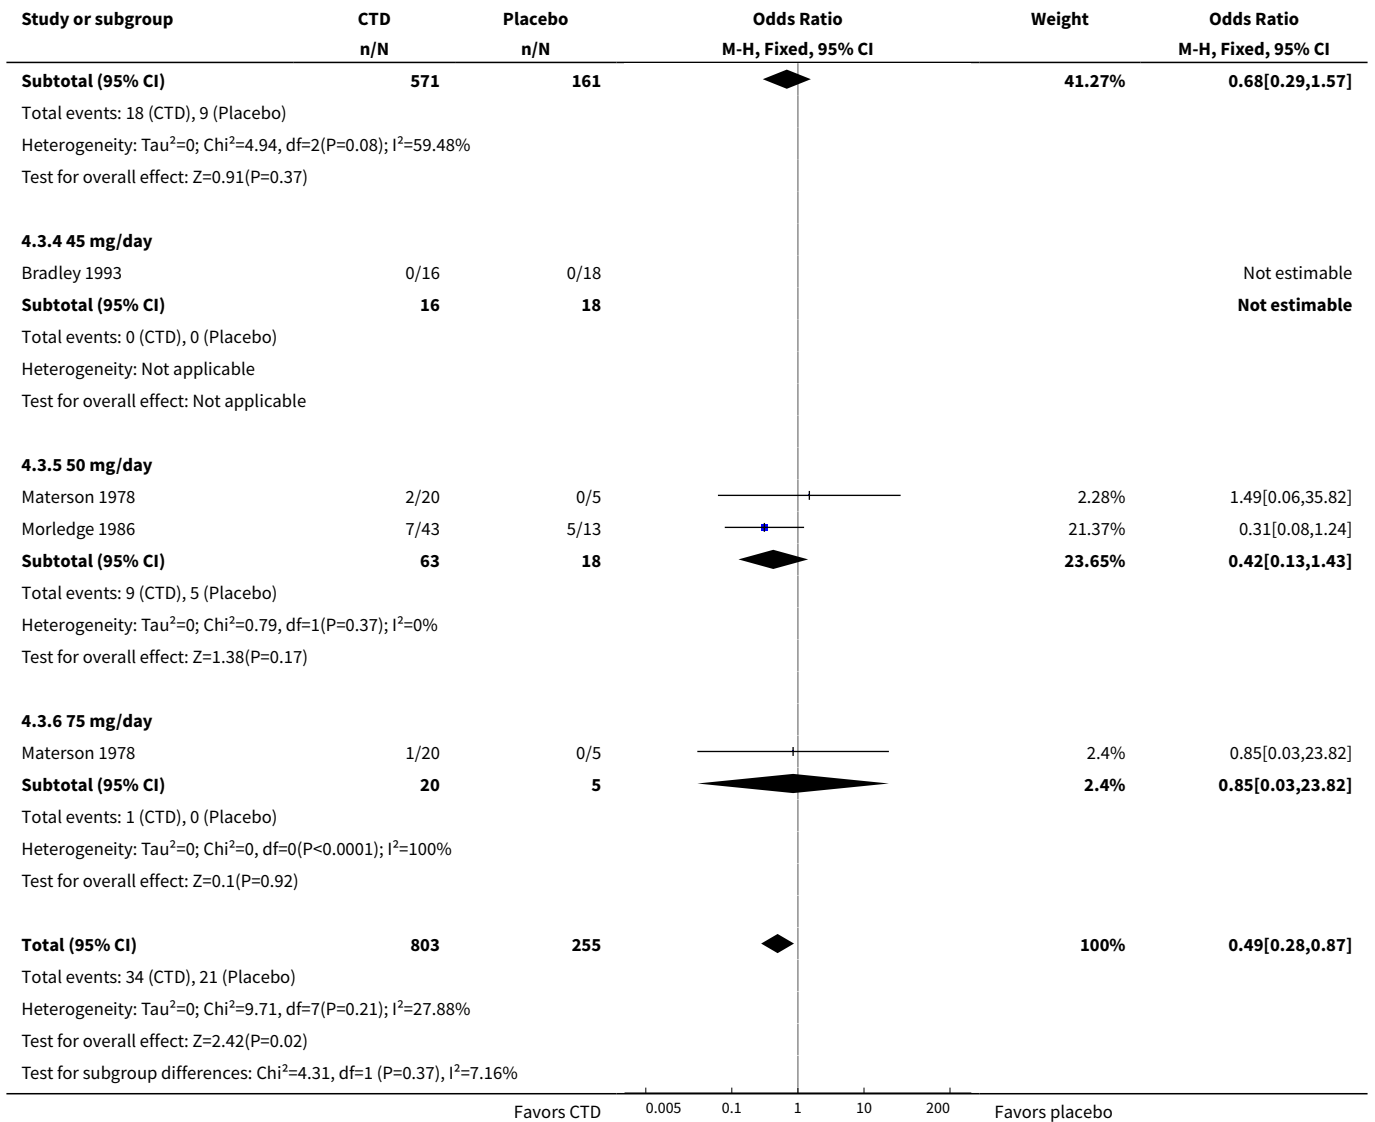 Study or subgroup CTD Placebo Odds Ratio Weight Odds Ratio
n/N n/N M-H, Fixed, 95% CI M-H, Fixed, 95% CI
Subtotal (95% CI) 571 161 41.27% 0.68[0.29,1.57]
Total events: 18 (CTD), 9 (Placebo)
Heterogeneity: Tau²=0; Chi²=4.94, df=2(P=0.08); I²=59.48%
Test for overall effect: Z=0.91(P=0.37)
4.3.4 45 mg/day
Bradley 1993 0/16 0/18 Not estimable
Subtotal (95% CI) 16 18 Not estimable
Total events: 0 (CTD), 0 (Placebo)
Heterogeneity: Not applicable
Test for overall effect: Not applicable
4.3.5 50 mg/day
Materson 1978 2/20 0/5 2.28% 1.49[0.06,35.82]
Morledge 1986 7/43 5/13 21.37% 0.31[0.08,1.24]
Subtotal (95% CI) 63 18 23.65% 0.42[0.13,1.43]
Total events: 9 (CTD), 5 (Placebo)
Heterogeneity: Tau²=0; Chi²=0.79, df=1(P=0.37); I²=0%
Test for overall effect: Z=1.38(P=0.17)
4.3.6 75 mg/day
Materson 1978 1/20 0/5 2.4% 0.85[0.03,23.82]
Subtotal (95% CI) 20 5 2.4% 0.85[0.03,23.82]
Total events: 1 (CTD), 0 (Placebo)
Heterogeneity: Tau²=0; Chi²=0, df=0(P<0.0001); I²=100%
Test for overall effect: Z=0.1(P=0.92)
Total (95% CI) 803 255 100% 0.49[0.28,0.87]
Total events: 34 (CTD), 21 (Placebo)
Heterogeneity: Tau²=0; Chi²=9.71, df=7(P=0.21); I²=27.88%
Test for overall effect: Z=2.42(P=0.02)
Test for subgroup differences: Chi²=4.31, df=1 (P=0.37), I²=7.16%
Favors CTD 0.005 0.1 1 10 200 Favors placebo